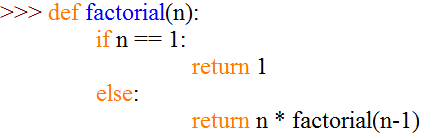 >>> def factorial(n):
if n == 1:
return 1
else:
return n * factorial(n-1)